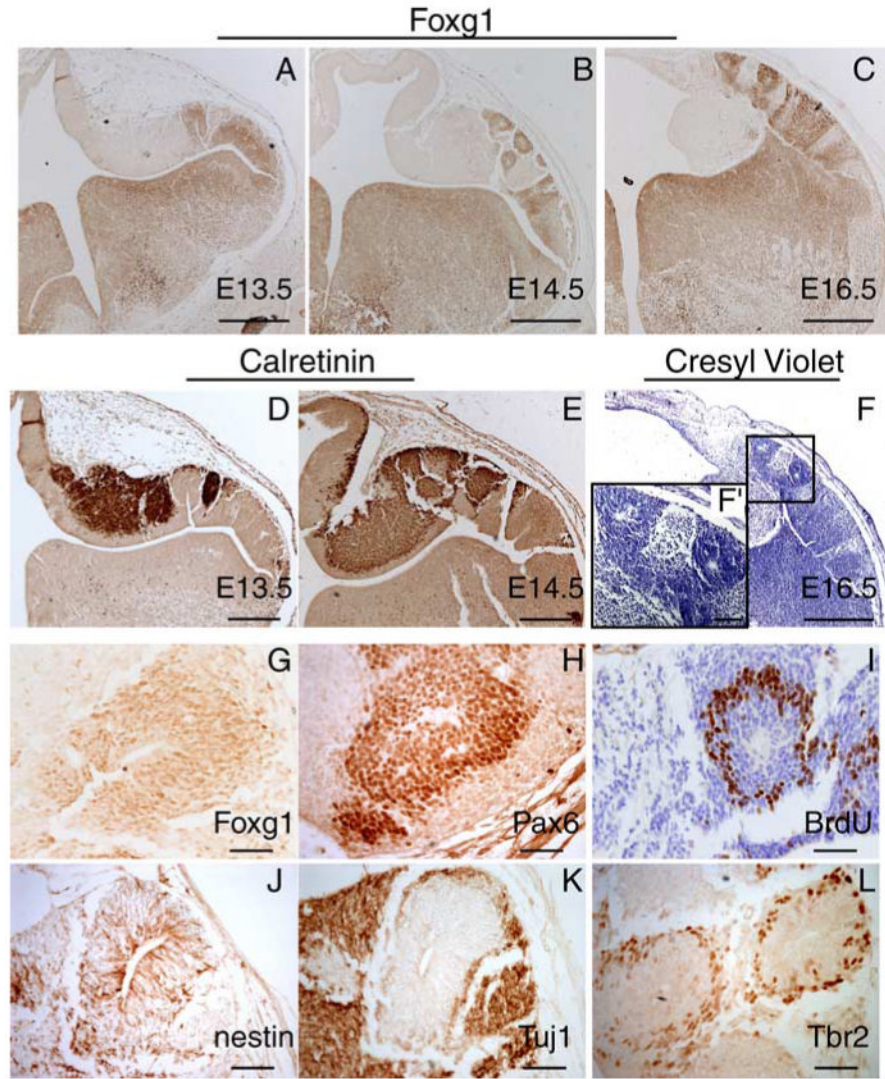 Foxg1
A
B
C
E13.5
E14.5
E16.5
Calretinin
Cresyl Violet
D
E
F
F'
E13.5
E14.5
E16.5
G
H
I
Foxg1
Pax6
BrdU
J
K
L
nestin
Tuj1
Tbr2